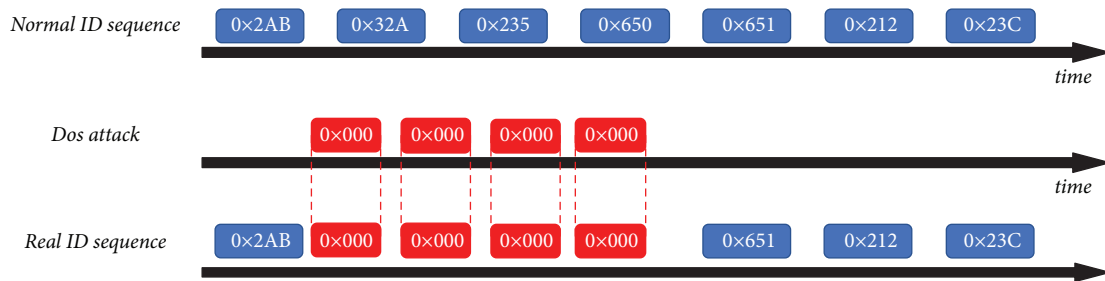 Normal ID sequence 0×2AB 0×32A 0×235 0×650 0×651 0×212 0×23C
time
Dos attack 0×000 0×000 0×000 0×000
time
Real ID sequence 0×2AB 0×000 0×000 0×000 0×000 0×651 0×212 0×23C